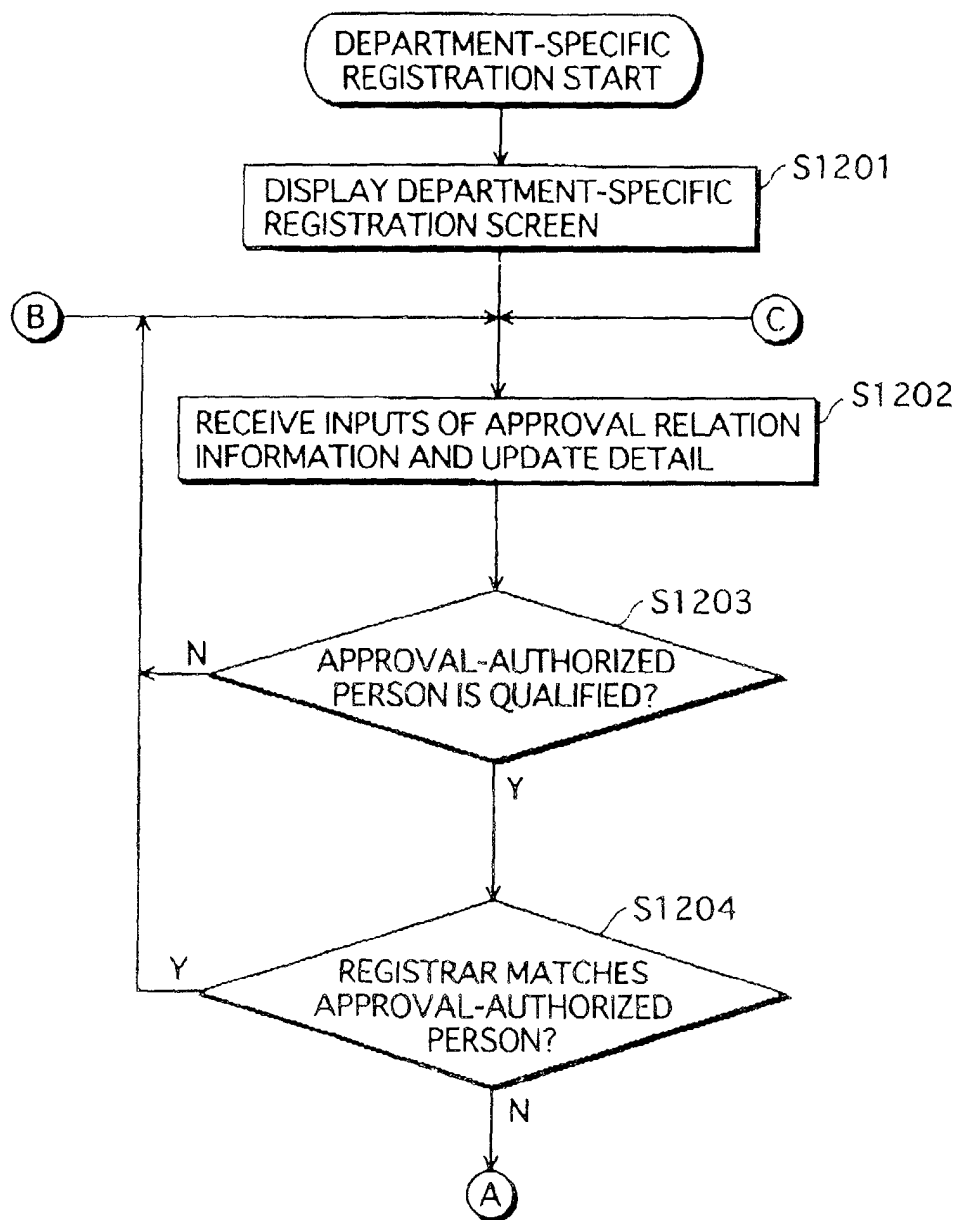 DEPARTMENT-SPECIFIC
REGISTRATION START
S1201
DISPLAY DEPARTMENT-SPECIFIC
REGISTRATION SCREEN
B
C
S1202
RECEIVE INPUTS OF APPROVAL RELATION
INFORMATION AND UPDATE DETAIL
S1203
N
APPROVAL-AUTHORIZED
PERSON IS QUALIFIED?
Y
S1204
Y
REGISTRAR MATCHES
APPROVAL-AUTHORIZED
PERSON?
N
A